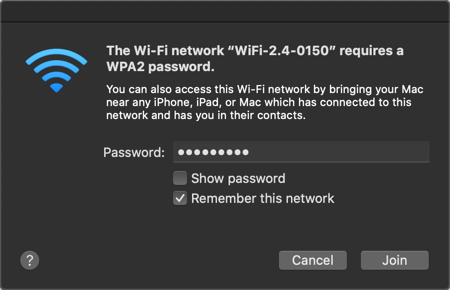 The Wi-Fi network “WiFi-2.4-0150” requires a
WPA2 password.
You can also access this Wi-Fi network by bringing your Mac
near any iPhone, iPad, or Mac which has connected to this
network and has you in their contacts.
Password: •••••••••
Show password
Remember this network
? Cancel Join